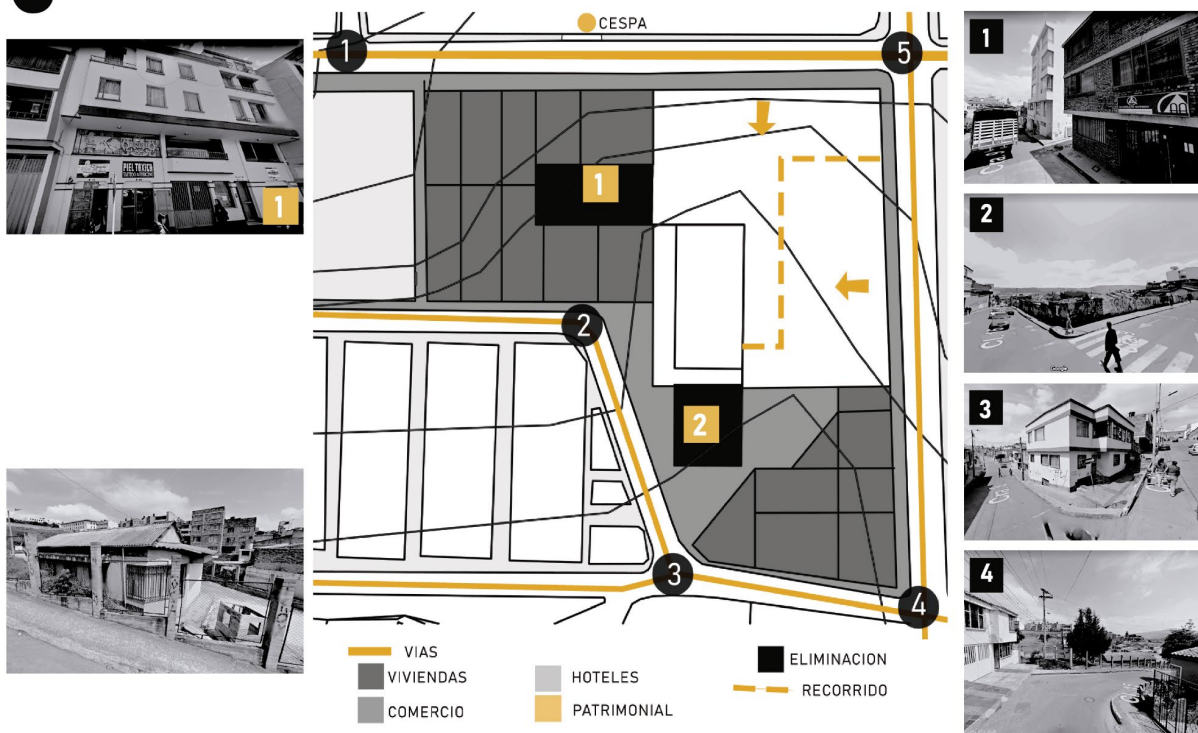 CESPA
1
5
1
2
2
3
4
1
PIEL TOXICA
1
2
Google
3
4
VIAS
VIVIENDAS
COMERCIO
HOTELES
PATRIMONIAL
ELIMINACION
RECORRIDO